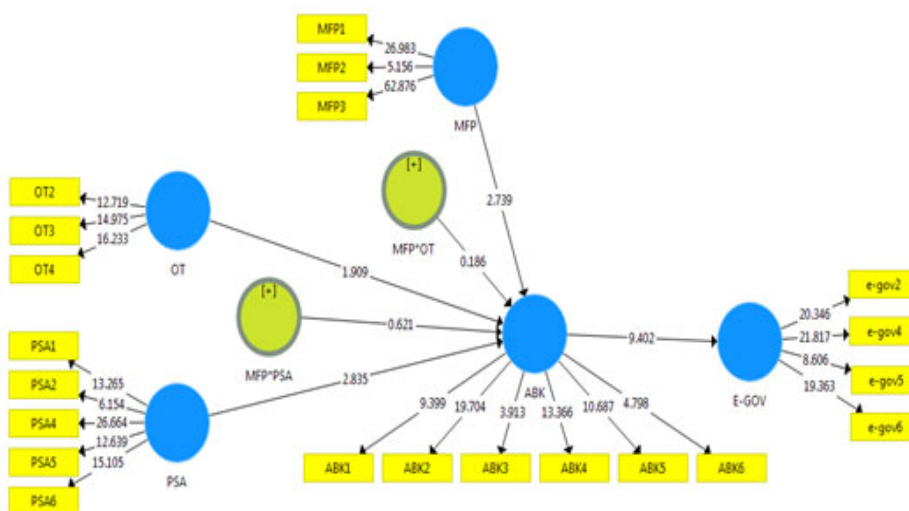 MFP1
26.983
MFP2
5.156
MFP3
62.876
MFP
[+]
MFP*OT
2.739
0.186
OT2
12.719
OT3
14.975
OT4
16.233
OT
1.909
[+]
MFP*PSA
0.621
PSA1
13.265
PSA2
6.154
PSA4
26.664
PSA5
12.639
PSA6
15.105
PSA
2.835
ABK
9.402
E-GOV
e-gov2
20.346
e-gov4
21.817
e-gov5
8.606
e-gov6
19.363
9.399
19.704
3.913
13.366
10.687
4.798
ABK1
ABK2
ABK3
ABK4
ABK5
ABK6